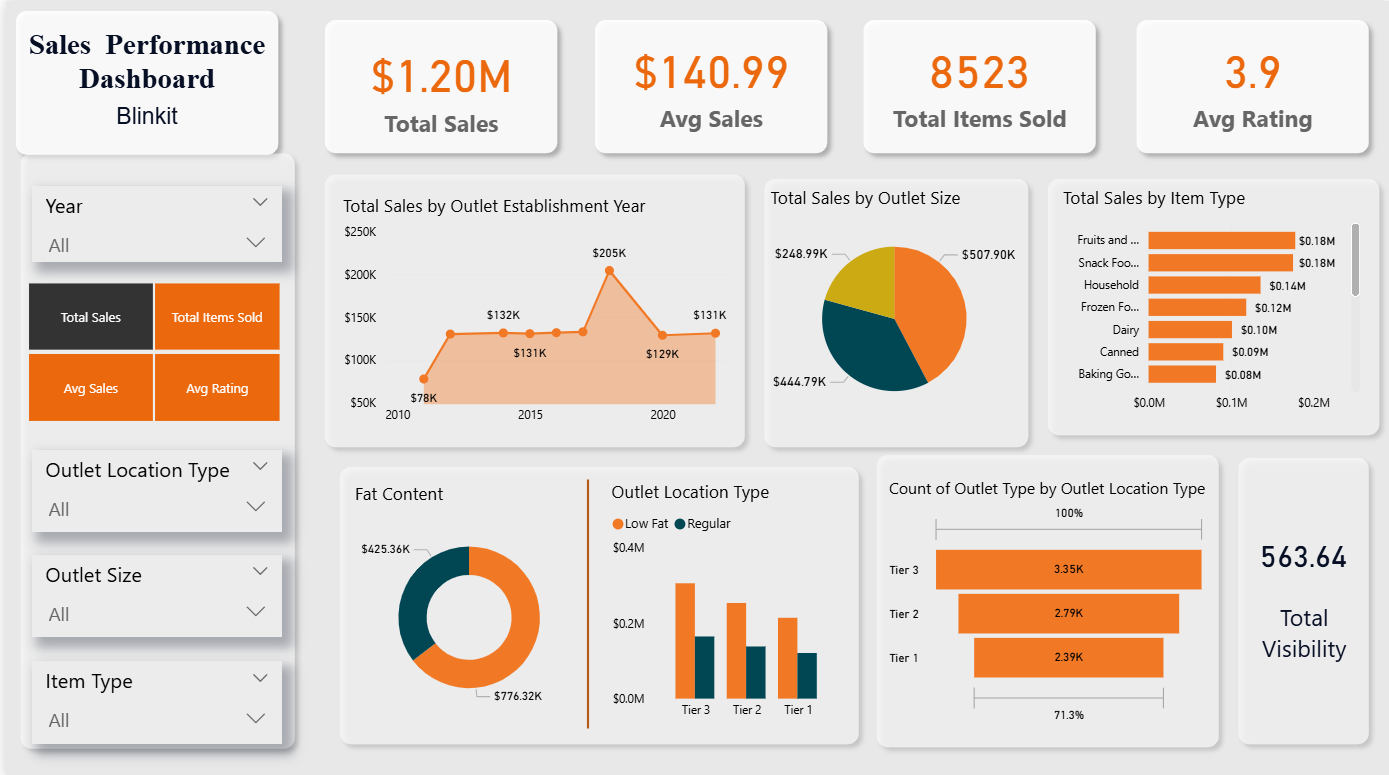 Sales Performance
Dashboard
Blinkit
$1.20M
Total Sales
$140.99
Avg Sales
8523
Total Items Sold
3.9
Avg Rating
Year
All
Total Sales
Total Items Sold
Avg Sales
Avg Rating
Outlet Location Type
All
Outlet Size
All
Item Type
All
Total Sales by Outlet Establishment Year
$250K
$200K
$150K
$100K
$50K
$78K
$132K
$131K
$205K
$129K
$131K
2010
2015
2020
Total Sales by Outlet Size
$248.99K
$507.90K
$444.79K
Total Sales by Item Type
Fruits and ... $0.18M
Snack Foo... $0.18M
Household $0.14M
Frozen Fo... $0.12M
Dairy $0.10M
Canned $0.09M
Baking Go... $0.08M
$0.0M $0.1M $0.2M
Fat Content
$425.36K
$776.32K
Outlet Location Type
Low Fat Regular
$0.4M
$0.2M
$0.0M
Tier 3 Tier 2 Tier 1
Count of Outlet Type by Outlet Location Type
100%
Tier 3 3.35K
Tier 2 2.79K
Tier 1 2.39K
71.3%
563.64
Total
Visibility